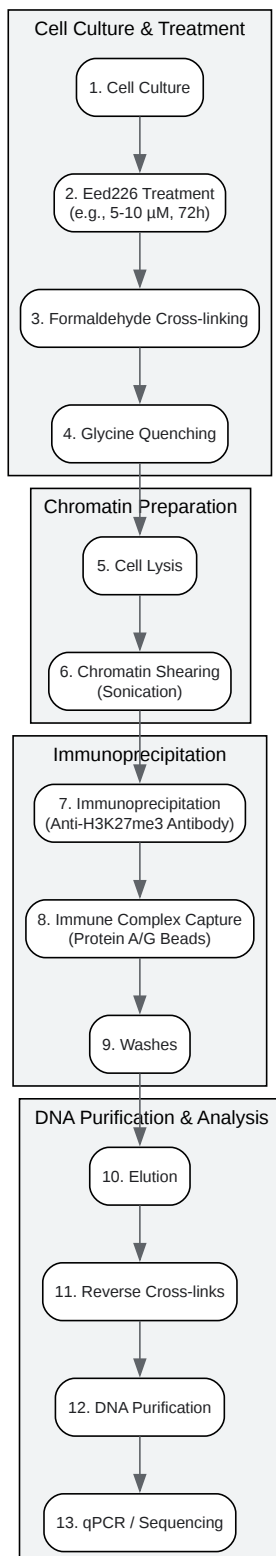 Cell Culture & Treatment
1. Cell Culture
2. Eed226 Treatment
(e.g., 5-10 µM, 72h)
3. Formaldehyde Cross-linking
4. Glycine Quenching
Chromatin Preparation
5. Cell Lysis
6. Chromatin Shearing
(Sonication)
Immunoprecipitation
7. Immunoprecipitation
(Anti-H3K27me3 Antibody)
8. Immune Complex Capture
(Protein A/G Beads)
9. Washes
DNA Purification & Analysis
10. Elution
11. Reverse Cross-links
12. DNA Purification
13. qPCR / Sequencing